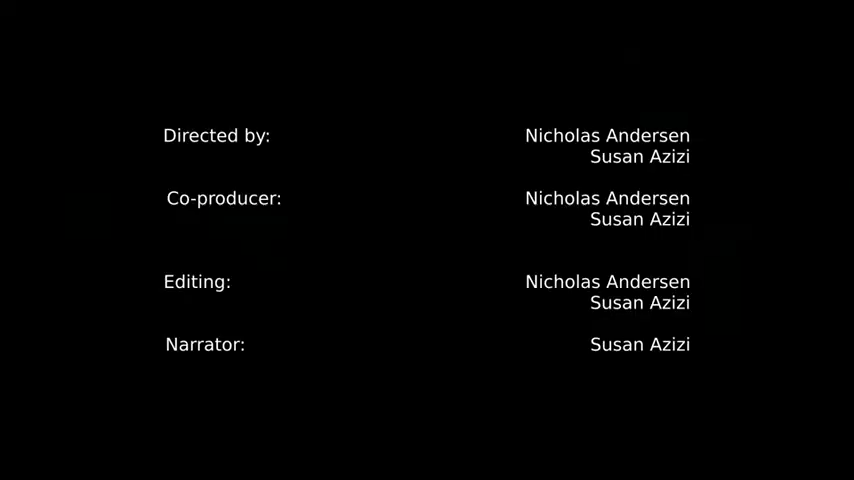 Directed by: Nicholas Andersen
Susan Azizi
Co-producer: Nicholas Andersen
Susan Azizi
Editing: Nicholas Andersen
Susan Azizi
Narrator: Susan Azizi